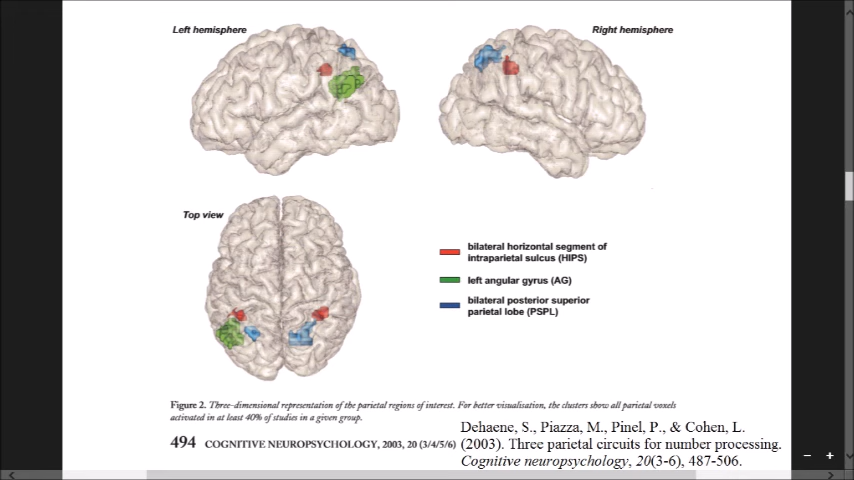 Left hemisphere
Right hemisphere
Top view
bilateral horizontal segment of
intraparietal sulcus (HIPS)
left angular gyrus (AG)
bilateral posterior superior
parietal lobe (PSPL)
Figure 2. Three-dimensional representation of the parietal regions of interest. For better visualisation, the clusters show all parietal voxels
activated in at least 40% of studies in a given group.
494 COGNITIVE NEUROPSYCHOLOGY, 2003, 20 (3/4/5/6)
Dehaene, S., Piazza, M., Pinel, P., & Cohen, L.
(2003). Three parietal circuits for number processing.
Cognitive neuropsychology, 20(3-6), 487-506.